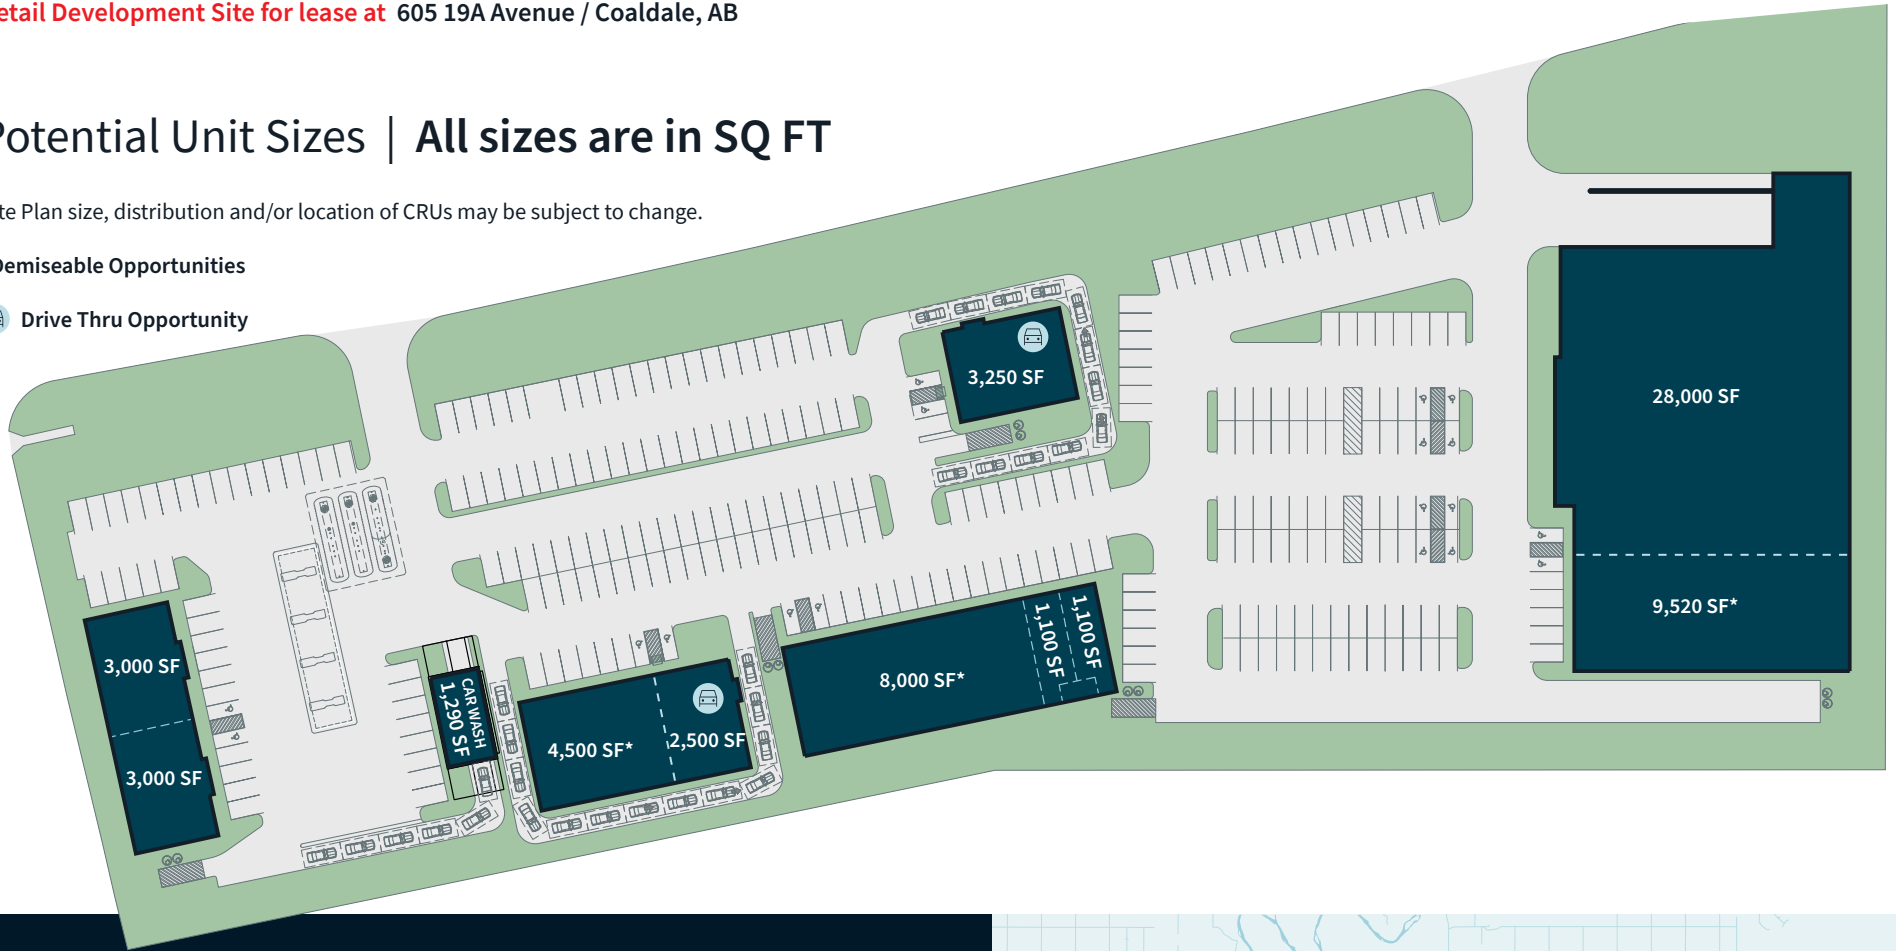 etail Development Site for lease at 605 19A Avenue / Coaldale, AB
Potential Unit Sizes | All sizes are in SQ FT
te Plan size, distribution and/or location of CRUs may be subject to change.
Demiseable Opportunities
Drive Thru Opportunity
3,250 SF
28,000 SF
9,520 SF*
1,100 SF
1,100 SF
8,000 SF*
3,000 SF
3,000 SF
CAR WASH
1,290 SF
4,500 SF*
2,500 SF